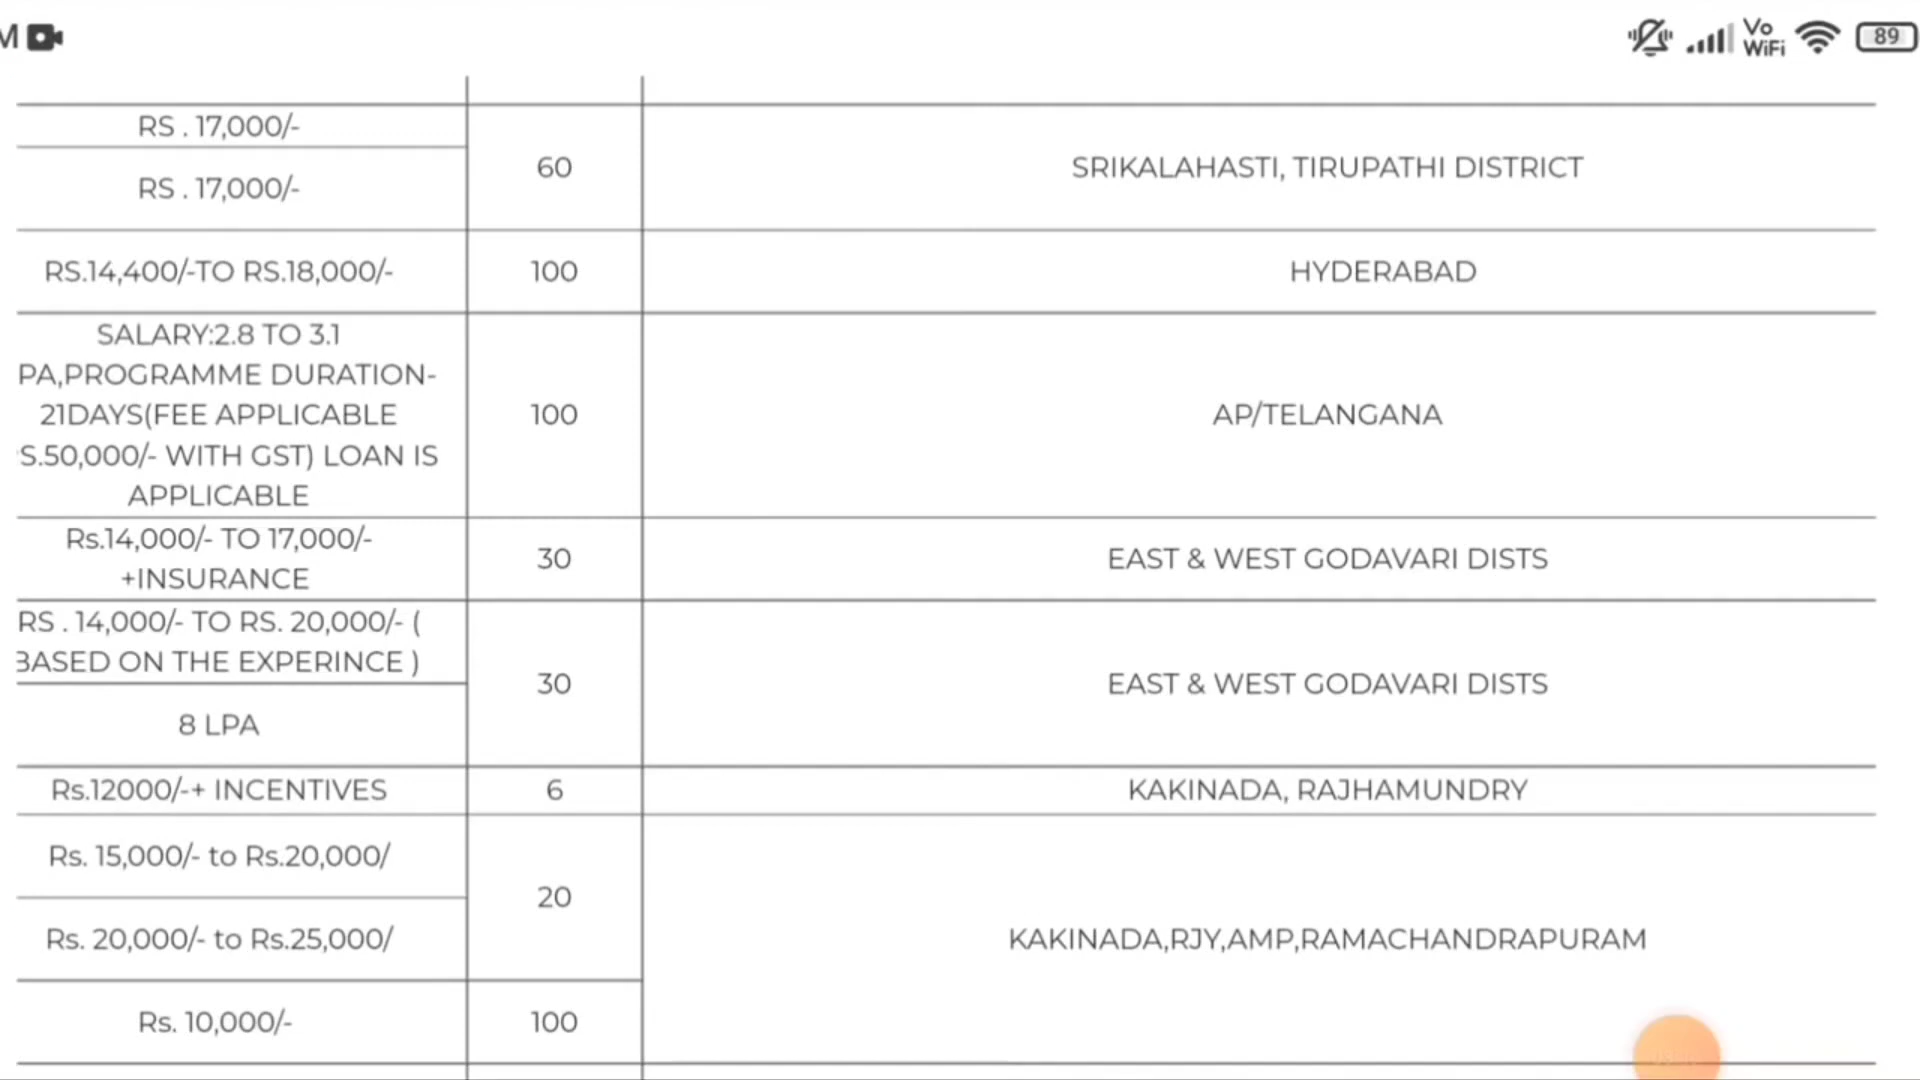 M
Vo
WiFi
89
RS . 17,000/-
60
SRIKALAHASTI, TIRUPATHI DISTRICT
RS . 17,000/-
RS.14,400/-TO RS.18,000/-
100
HYDERABAD
SALARY:2.8 TO 3.1
PA,PROGRAMME DURATION-
21DAYS(FEE APPLICABLE
S.50,000/- WITH GST) LOAN IS
APPLICABLE
100
AP/TELANGANA
Rs.14,000/- TO 17,000/-
+INSURANCE
30
EAST & WEST GODAVARI DISTS
RS . 14,000/- TO RS. 20,000/- (
BASED ON THE EXPERINCE )
30
EAST & WEST GODAVARI DISTS
8 LPA
Rs.12000/-+ INCENTIVES
6
KAKINADA, RAJHAMUNDRY
Rs. 15,000/- to Rs.20,000/
20
Rs. 20,000/- to Rs.25,000/
KAKINADA,RJY,AMP,RAMACHANDRAPURAM
Rs. 10,000/-
100